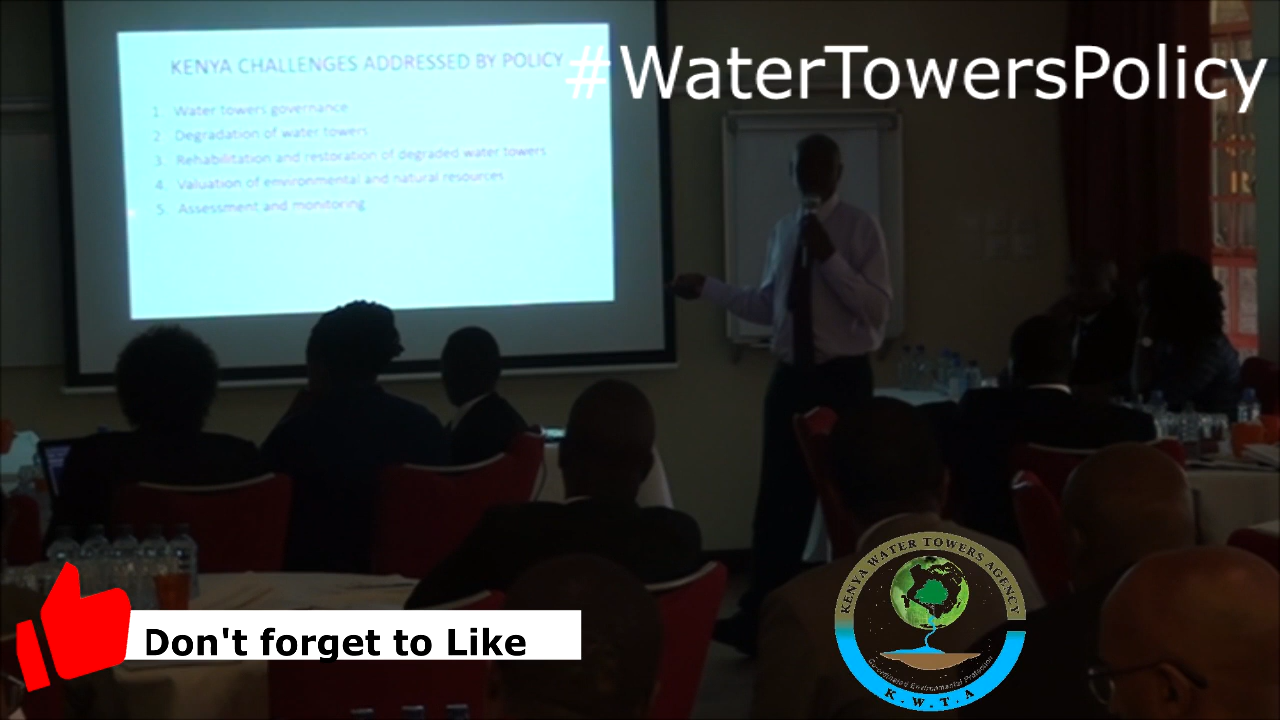 KENYA CHALLENGES ADDRESSED BY POLICY
#WaterTowersPolicy
1. Water towers governance
2. Degradation of water towers
3. Rehabilitation and restoration of degraded water towers
4. Valuation of environmental and natural resources
5. Assessment and monitoring
Don't forget to Like
KENYA WATER TOWERS AGENCY
Environmental Protection
K.W.T.A